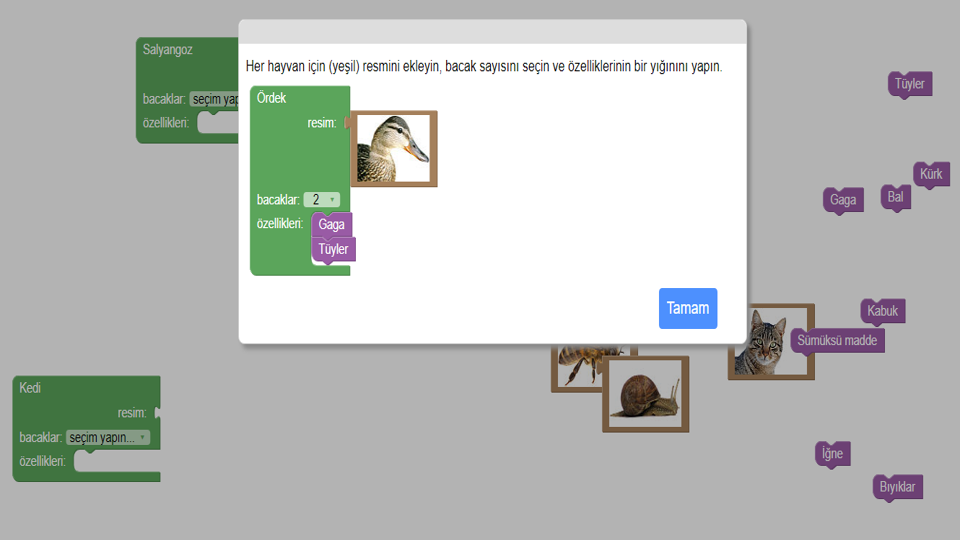 Salyangoz
bacaklar:
özellikleri:
Her hayvan için (yeşil) resmini ekleyin, bacak sayısını seçin ve özelliklerinin bir yığınını yapın.
Ördek
resim:
bacaklar: 2
özellikleri: Gaga
Tüyler
Tamam
Tüyler
Kürk
Gaga
Bal
Kabuk
Sümüksü madde
Kedi
resim:
bacaklar: seçim yapın...
özellikleri:
İğne
Bıyıklar